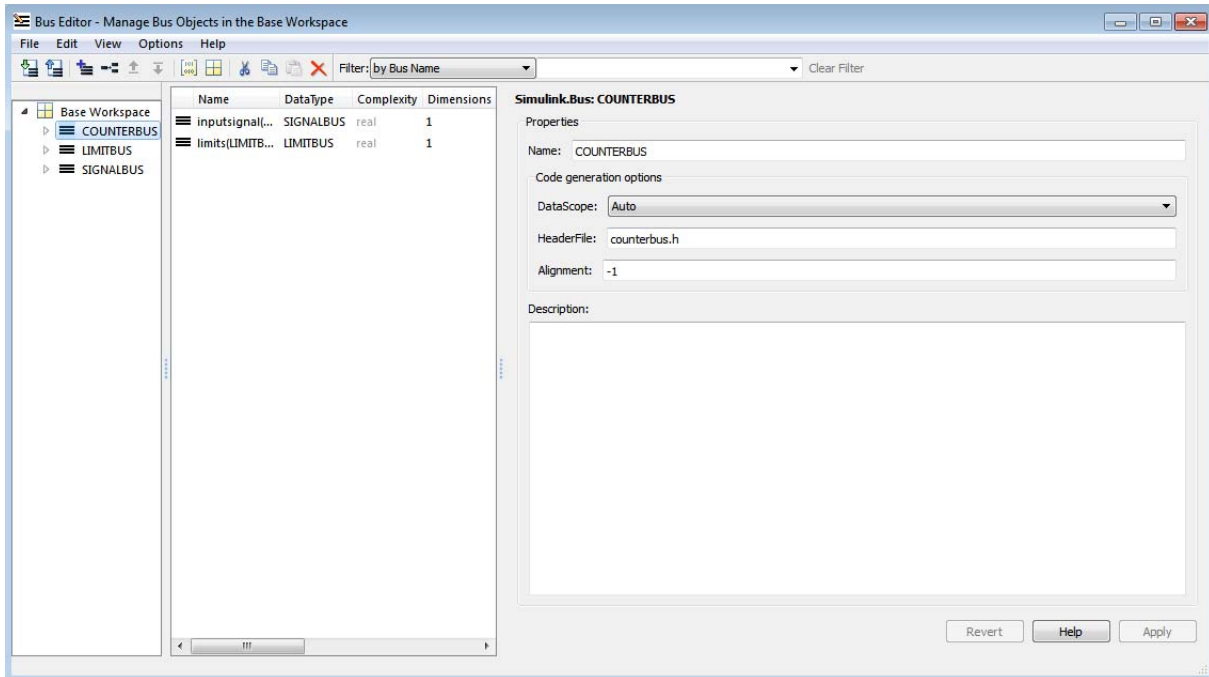 Bus Editor - Manage Bus Objects in the Base Workspace
File Edit View Options Help
Filter: by Bus Name Clear Filter
Base Workspace
COUNTERBUS
LIMITBUS
SIGNALBUS
Name DataType Complexity Dimensions
inputsignal(... SIGNALBUS real 1
limits(LIMITB... LIMITBUS real 1
Simulink.Bus: COUNTERBUS
Properties
Name: COUNTERBUS
Code generation options
DataScope: Auto
HeaderFile: counterbus.h
Alignment: -1
Description:
Revert Help Apply